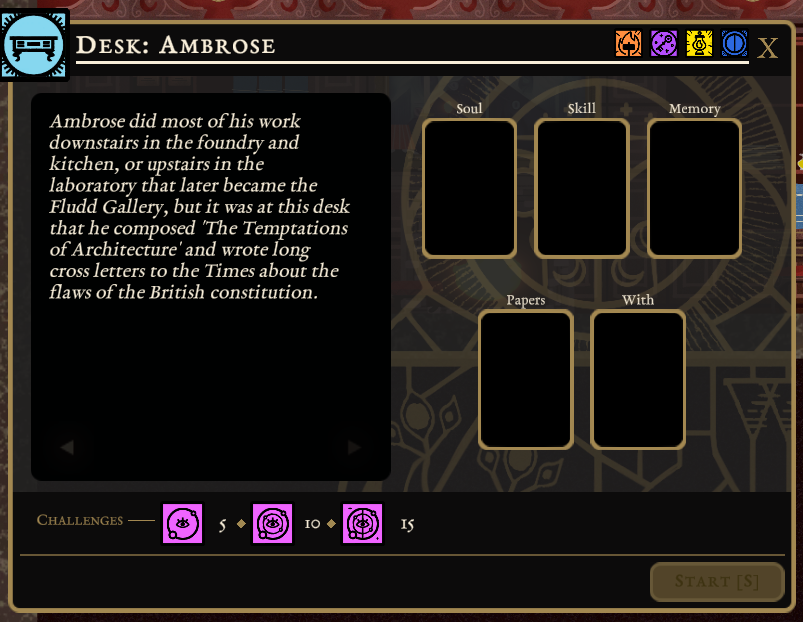 Desk: Ambrose
X
Ambrose did most of his work
downstairs in the foundry and
kitchen, or upstairs in the
laboratory that later became the
Fludd Gallery, but it was at this desk
that he composed 'The Temptations
of Architecture' and wrote long
cross letters to the Times about the
flaws of the British constitution.
Soul Skill Memory
Papers With
Challenges 5 10 15
Start [S]